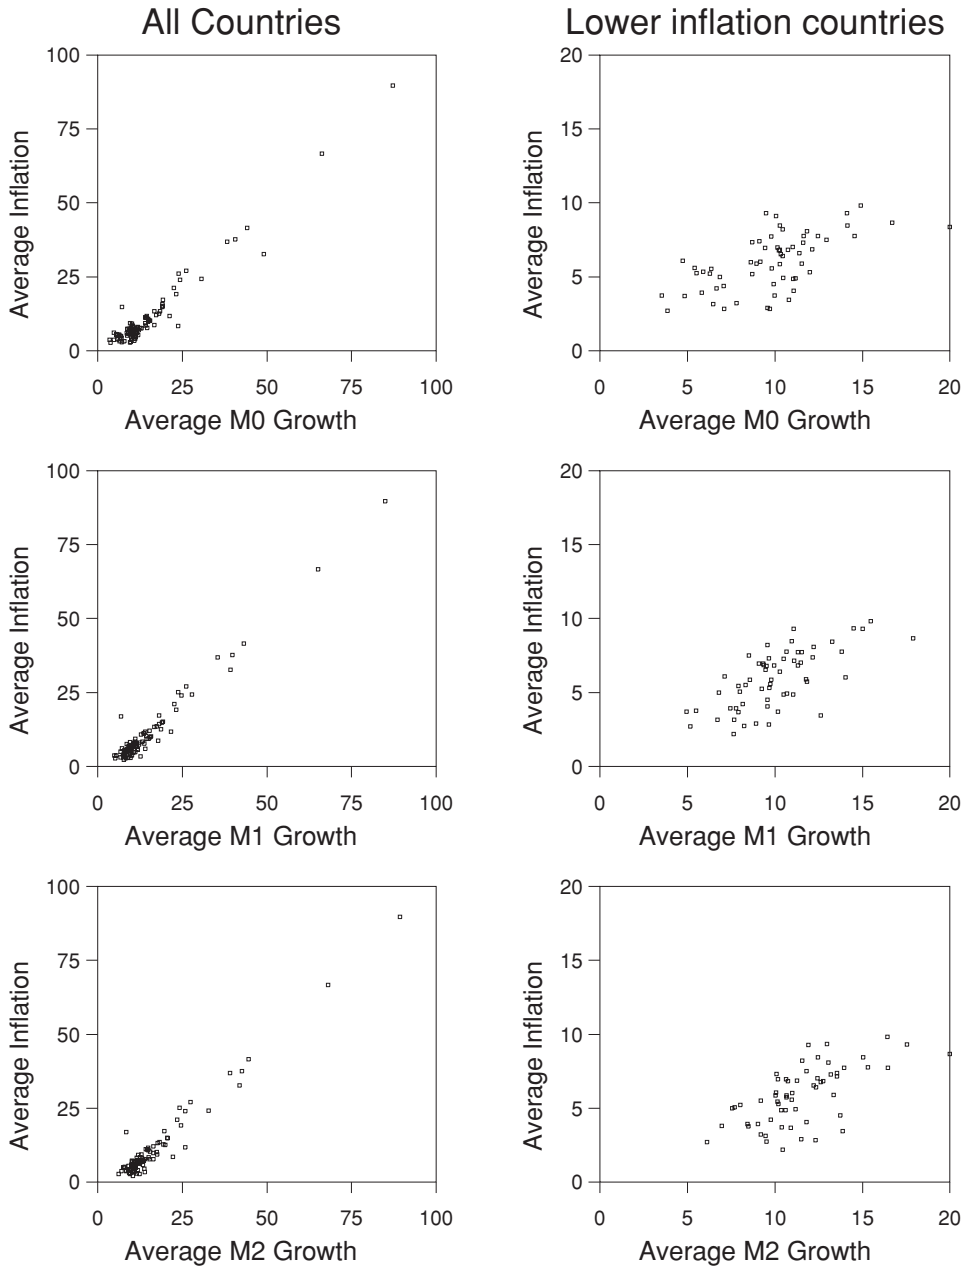 All Countries
Lower inflation countries
100
75
50
25
0
Average Inflation
0 25 50 75 100
Average M0 Growth
20
15
10
5
0
Average Inflation
0 5 10 15 20
Average M0 Growth
100
75
50
25
0
Average Inflation
0 25 50 75 100
Average M1 Growth
20
15
10
5
0
Average Inflation
0 5 10 15 20
Average M1 Growth
100
75
50
25
0
Average Inflation
0 25 50 75 100
Average M2 Growth
20
15
10
5
0
Average Inflation
0 5 10 15 20
Average M2 Growth